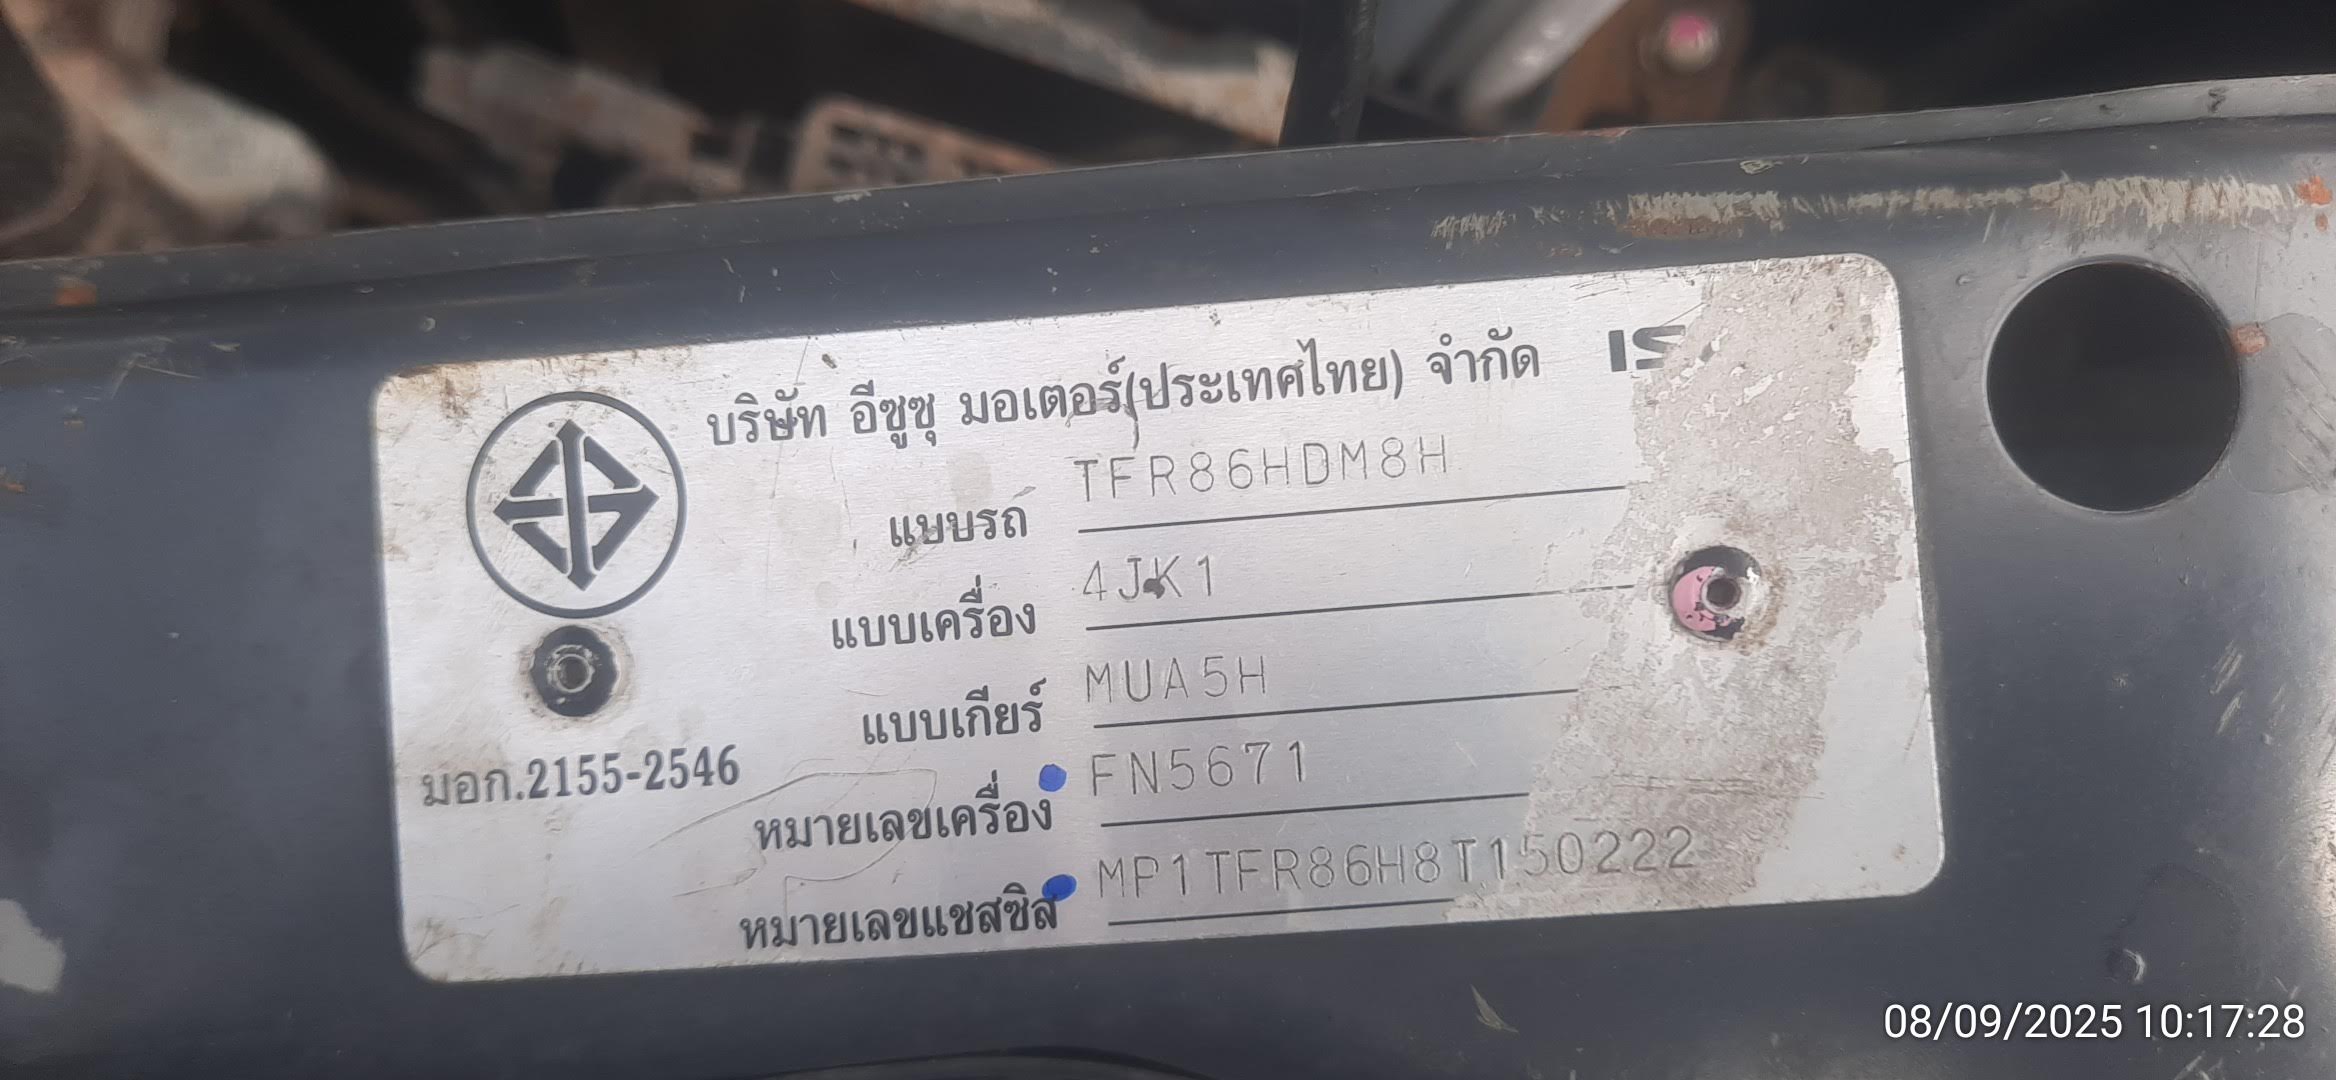 บริษัท อีซูซุ มอเตอร์(ประเทศไทย) จำกัด IS
แบบรถ TFR86HDM8H
แบบเครื่อง 4JK1
แบบเกียร์ MUA5H
มอก.2155-2546
หมายเลขเครื่อง FN5671
หมายเลขแชสซิส MP1TFR86H8T150222
08/09/2025 10:17:28